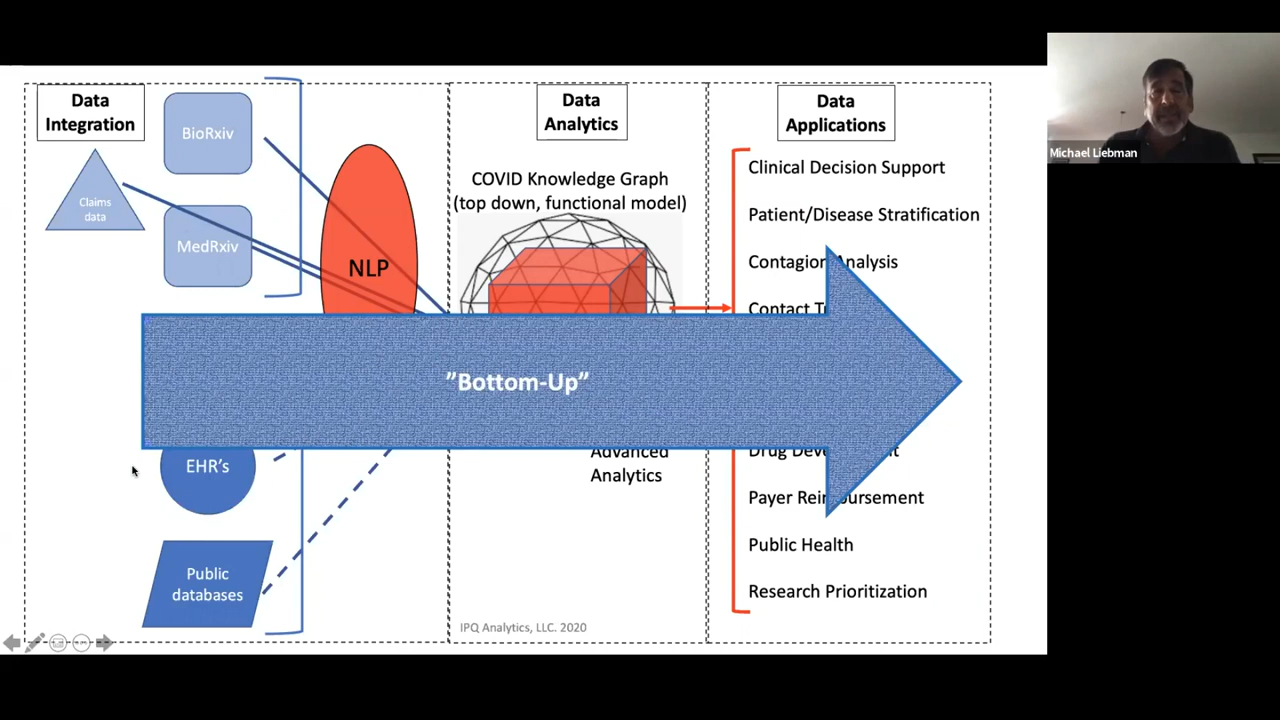 Data
Integration
BioRxiv
Claims
data
MedRxiv
NLP
Data
Analytics
COVID Knowledge Graph
(top down, functional model)
Data
Applications
Clinical Decision Support
Patient/Disease Stratification
Contagion Analysis
Contact
”Bottom-Up”
Advanced
Analytics
Drug
Payer Reimbursement
Public Health
Research Prioritization
EHR’s
Public
databases
IPQ Analytics, LLC. 2020
Michael Liebman